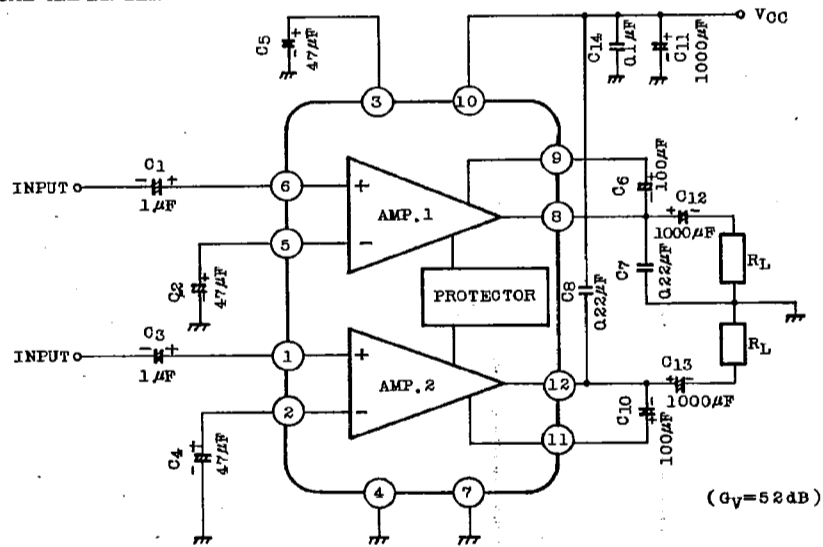 C5
47μF
3
10
C14
0.1μF
C11
1000μF
VCC
INPUT
C1
1μF
6
5
C2
47μF
AMP.1
9
8
C6
100μF
C12
1000μF
C7
0.22μF
RL
PROTECTOR
C8
0.22μF
INPUT
C3
1μF
1
2
C4
47μF
AMP.2
12
11
C13
1000μF
C10
100μF
RL
4
7
(GV=52dB)